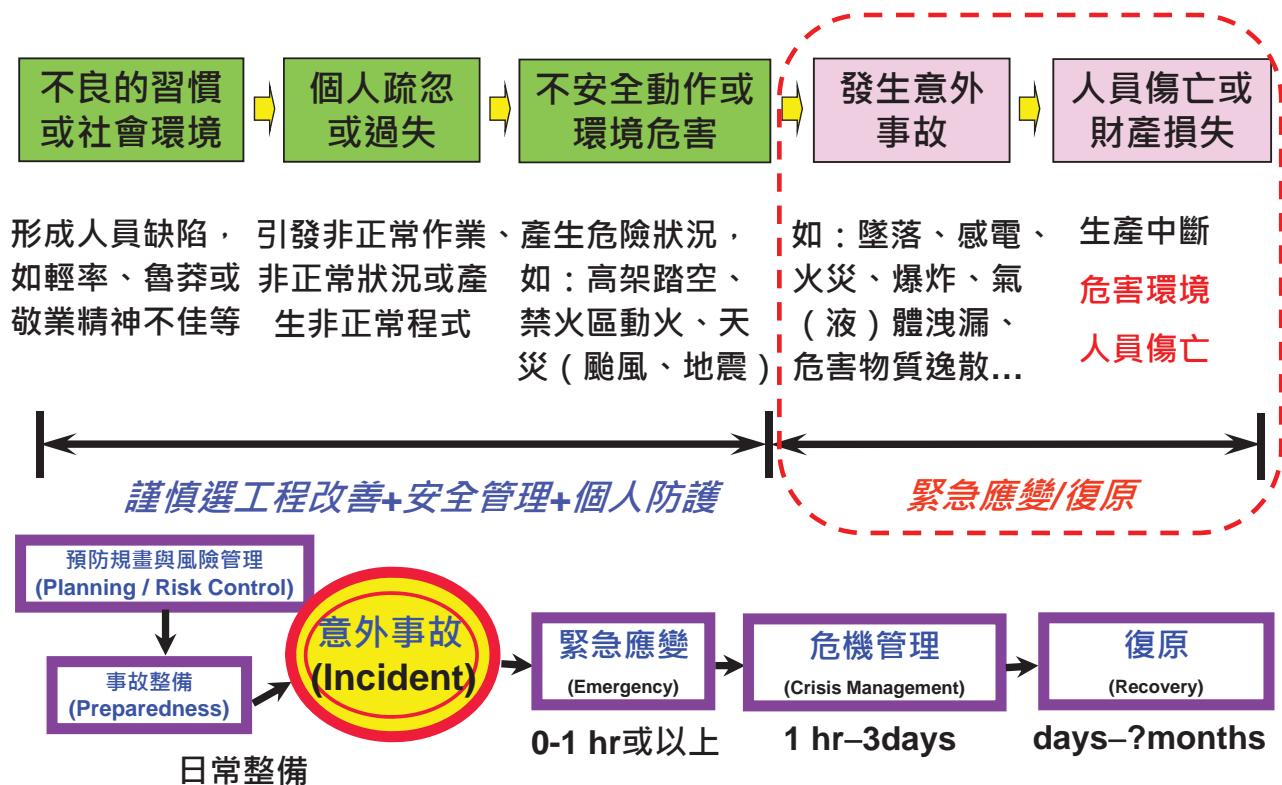 不良的習慣
或社會環境
個人疏忽
或過失
不安全動作或
環境危害
發生意外
事故
人員傷亡或
財產損失
形成人員缺陷，
如輕率、魯莽或
敬業精神不佳等
引發非正常作業、
非正常狀況或產
生非正常程式
產生危險狀況，
如：高架踏空、
禁火區動火、天
災（颱風、地震）
如：墜落、感電、
火災、爆炸、氣
（液）體洩漏、
危害物質逸散...
生產中斷
危害環境
人員傷亡
謹慎選工程改善+安全管理+個人防護
緊急應變/復原
預防規畫與風險管理
(Planning / Risk Control)
事故整備
(Preparedness)
日常整備
意外事故
(Incident)
緊急應變
(Emergency)
0-1 hr或以上
危機管理
(Crisis Management)
1 hr–3days
復原
(Recovery)
days–?months